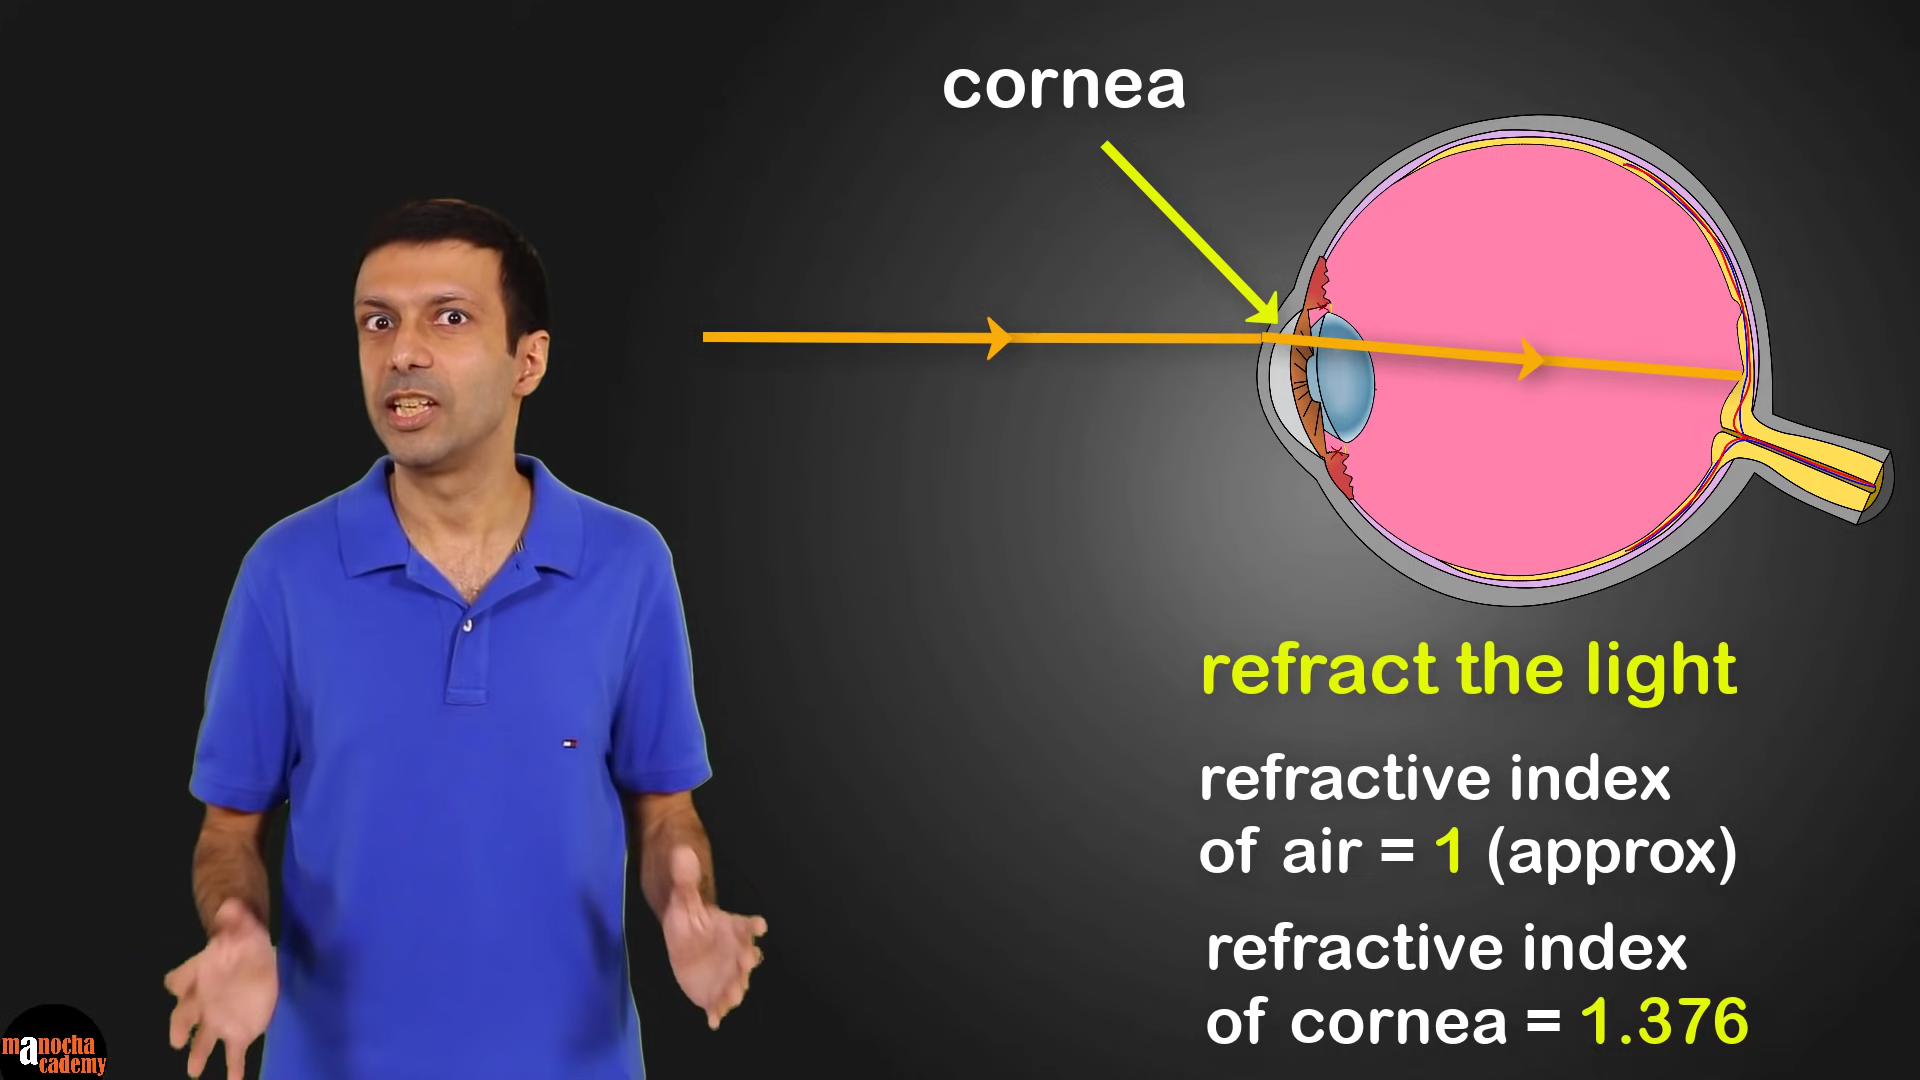 cornea
refract the light
refractive index
of air = 1 (approx)
refractive index
of cornea = 1.376
manocha
academy